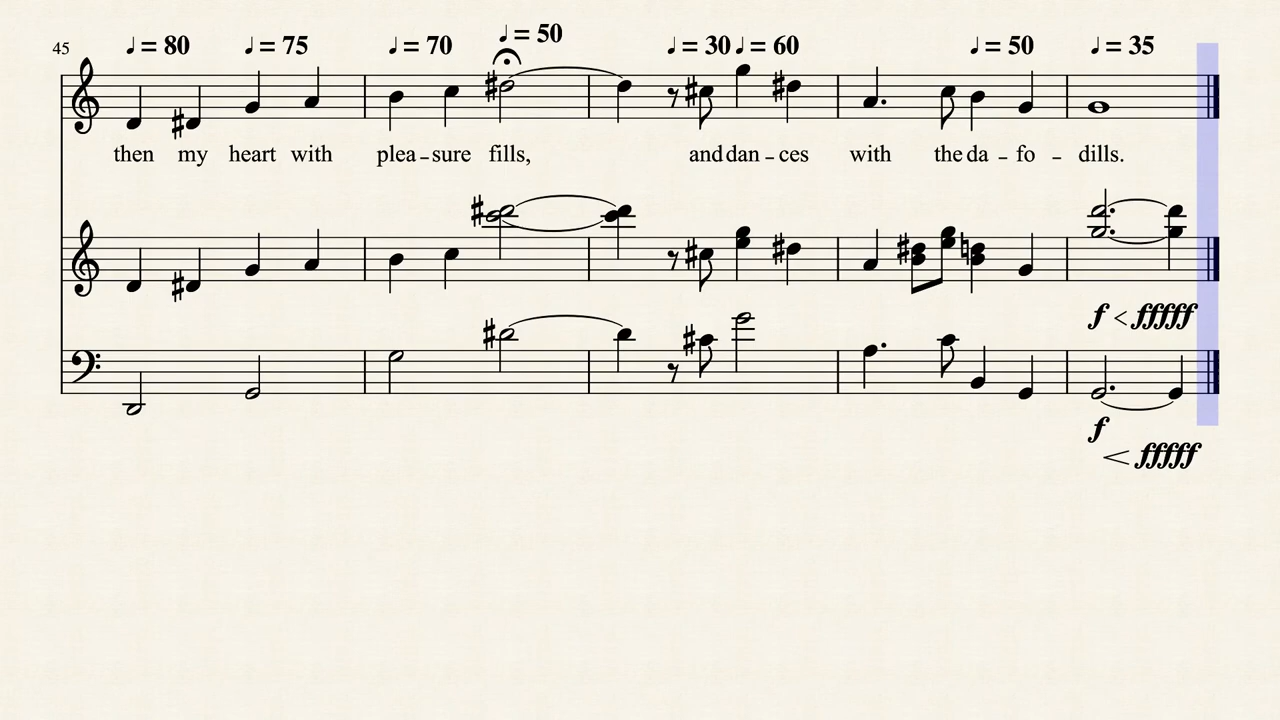 45 ♩ = 80 ♩ = 75 ♩ = 70 ♩ = 50 ♩ = 30 ♩ = 60 ♩ = 50 ♩ = 35
then my heart with plea - sure fills, and dan - ces with the da - fo - dills.
f < fffff
f
< fffff